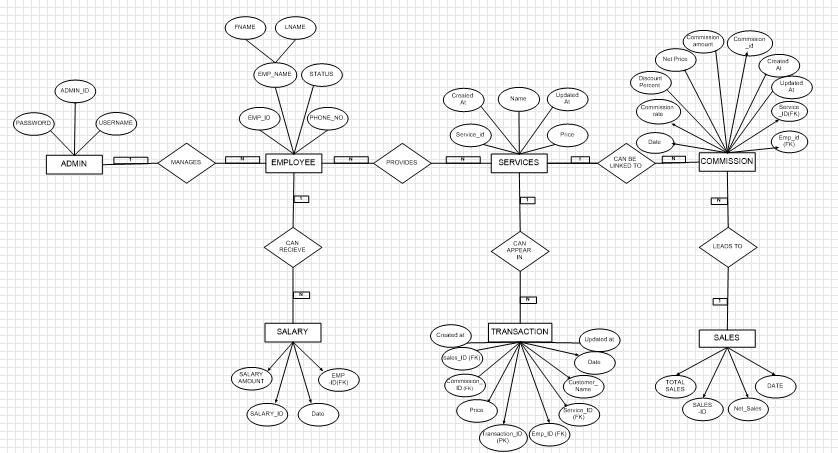 FNAME
LNAME
EMP_NAME
STATUS
EMP_ID
PHONE_NO
ADMIN_ID
PASSWORD
USERNAME
Created
At
Name
Updated
At
Service_id
Price
Commission
amount
Commission
_id
Net Price
Created
At
Discount
Percent
Updated
At
Commission
rate
Service
_ID(FK)
Date
Emp_id
(FK)
ADMIN
1
MANAGES
N
EMPLOYEE
N
PROVIDES
N
SERVICES
1
CAN BE
LINKED TO
N
COMMISSION
1
CAN
RECIEVE
N
1
CAN
APPEAR
IN
N
N
LEADS TO
1
SALARY
SALARY
AMOUNT
EMP
-ID(FK)
SALARY_ID
Date
TRANSACTION
Created at
Updated at
Sales_ID (FK)
Date
Commission_
ID (FK)
Customer_
Name
Price
Service_ID
(FK)
Transaction_ID
(PK)
Emp_ID (FK)
SALES
TOTAL
SALES
DATE
SALES
-ID
Net_Sales